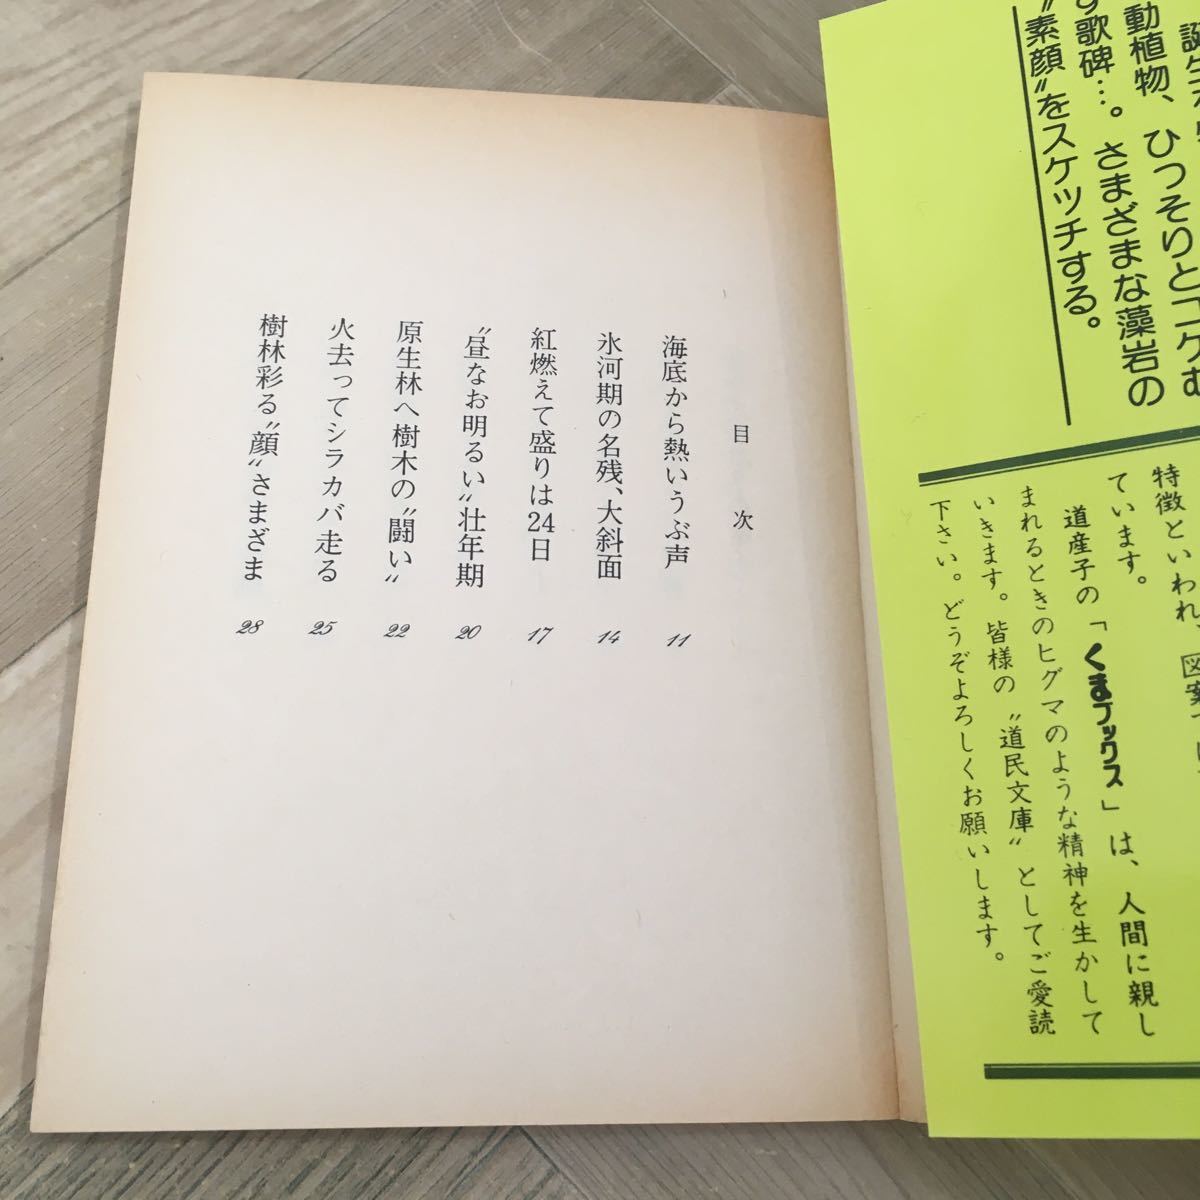 誕生
動植物、ひっそりとコケむ
す歌碑…。さまざまな藻岩の
〝素顔〟をスケッチする。
特徴といわれ、図案
ています。
道産子の「くまブックス」は、人間に親し
まれるときのヒグマのような精神を生かして
いきます。皆様の〝道民文庫〟としてご愛読
下さい。どうぞよろしくお願いします。
目次
海底から熱いうぶ声 11
氷河期の名残、大斜面 14
紅燃えて盛りは24日 17
〝昼なお明るい〟壮年期 20
原生林へ樹木の〝闘い〟 22
火去ってシラカバ走る 25
樹林彩る〝顔〟さまざま 28